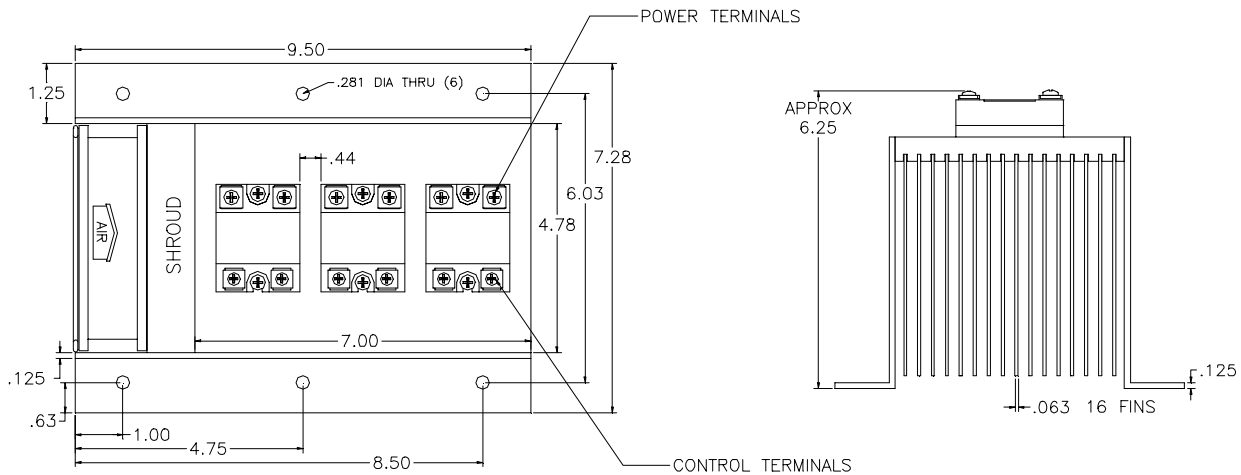 POWER TERMINALS
9.50
1.25
.281 DIA THRU (6)
.44
7.28
6.03
4.78
AIR
SHROUD
7.00
.125
.63
1.00
4.75
8.50
CONTROL TERMINALS
APPROX
6.25
.125
.063 16 FINS